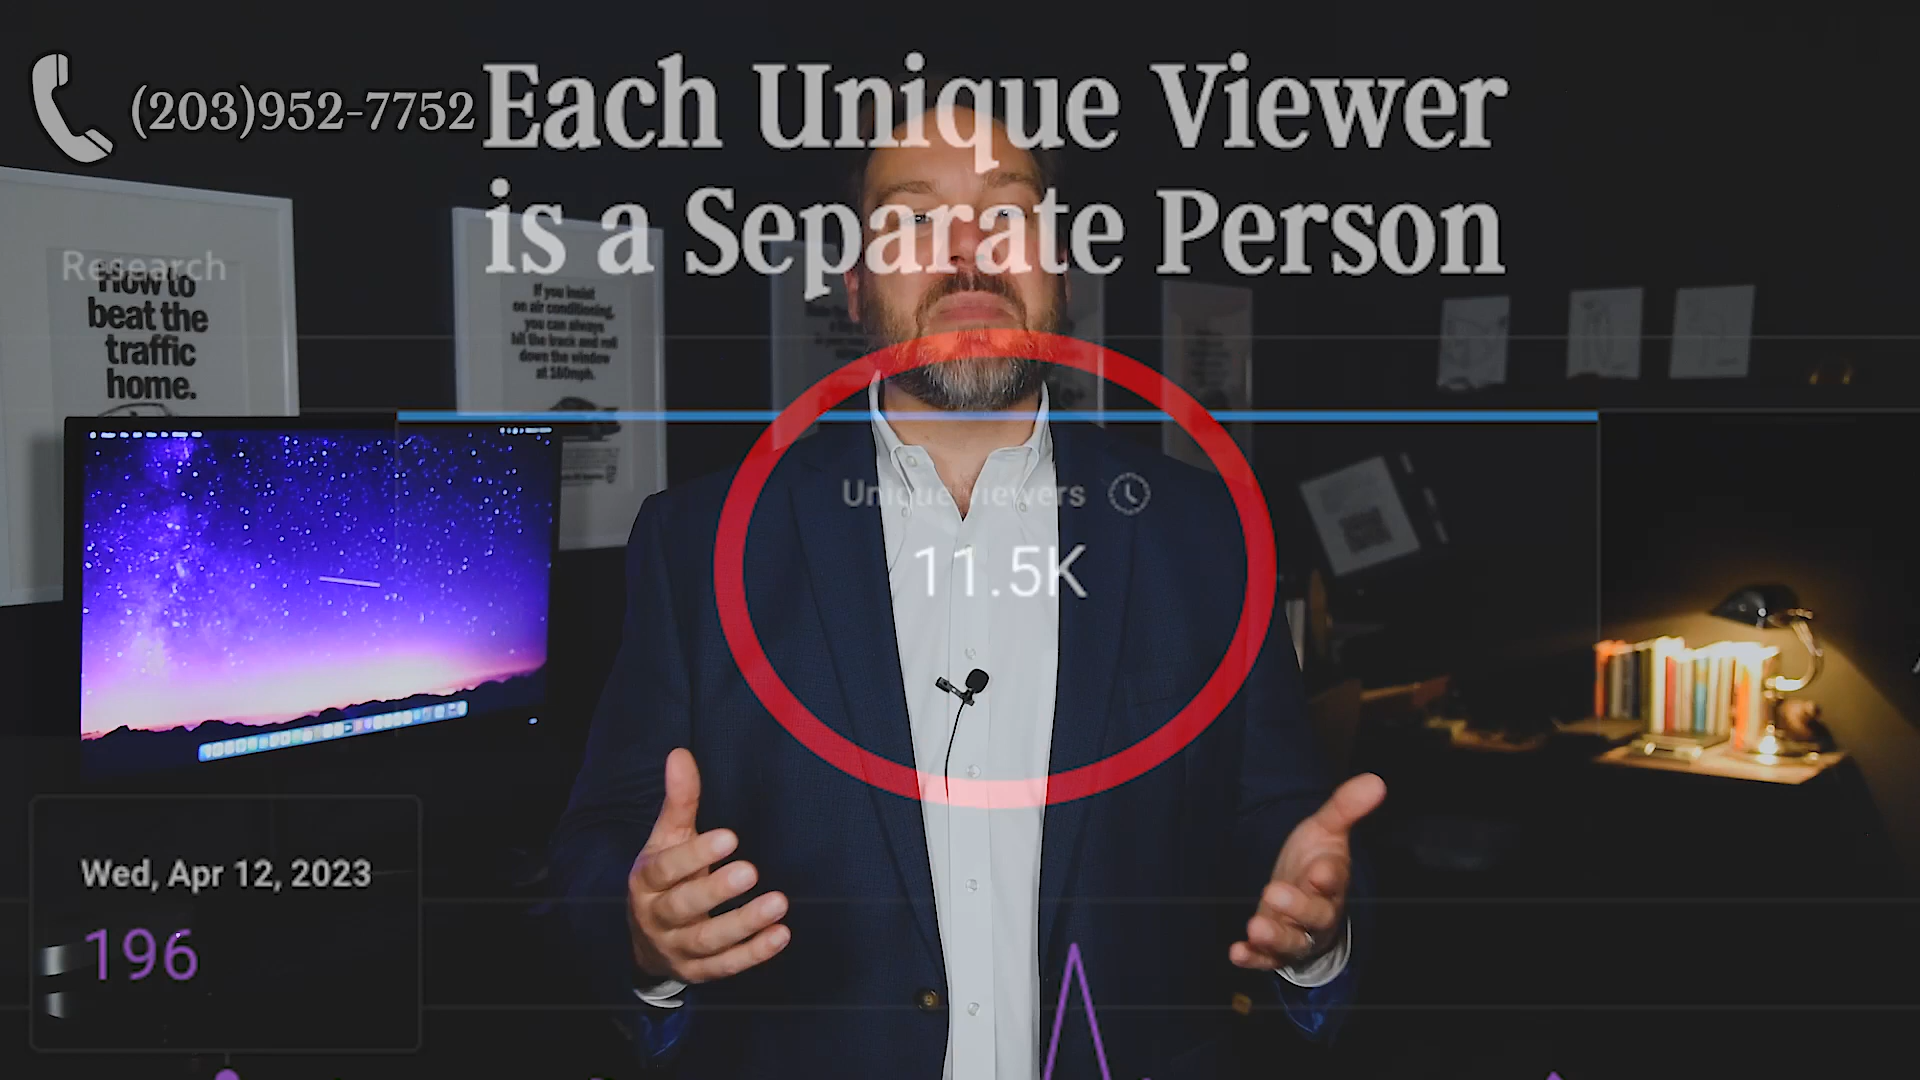 (203)952-7752
Each Unique Viewer
is a Separate Person
Research
How to
beat the
traffic
home.
If you insist
on air conditioning,
you can always
hit the track and roll
down the window
at 160mph.
Unique viewers
11.5K
Wed, Apr 12, 2023
196